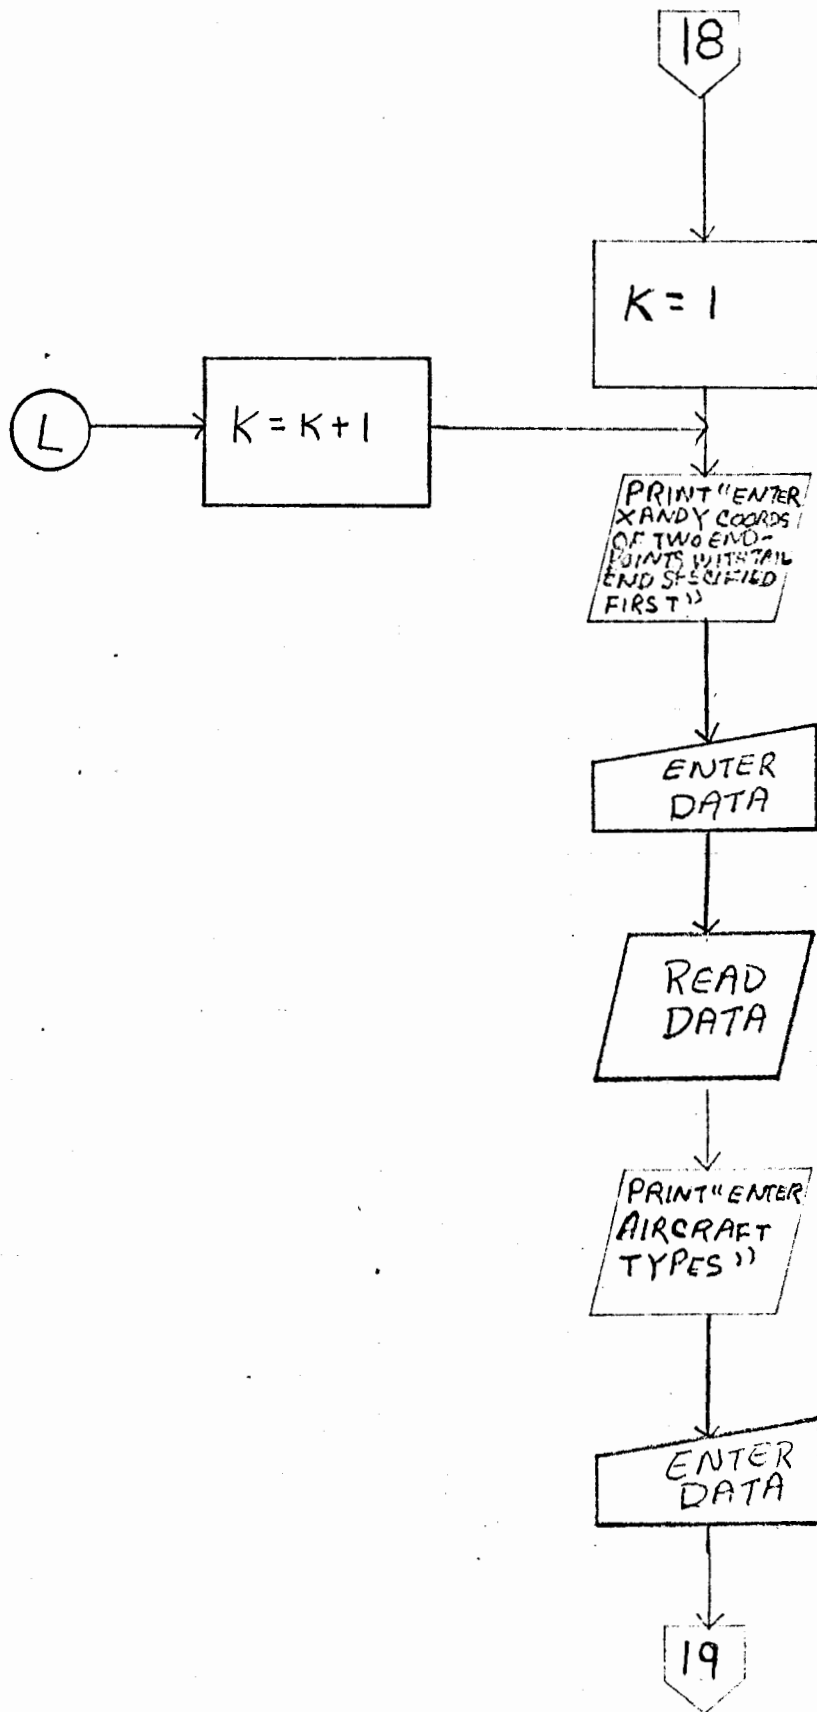 18
K = 1
L
K = K + 1
PRINT "ENTER
X AND Y COORDS
OF TWO END-
POINTS WITH TAIL
END SPECIFIED
FIRST"
ENTER
DATA
READ
DATA
PRINT "ENTER
AIRCRAFT
TYPES"
ENTER
DATA
19